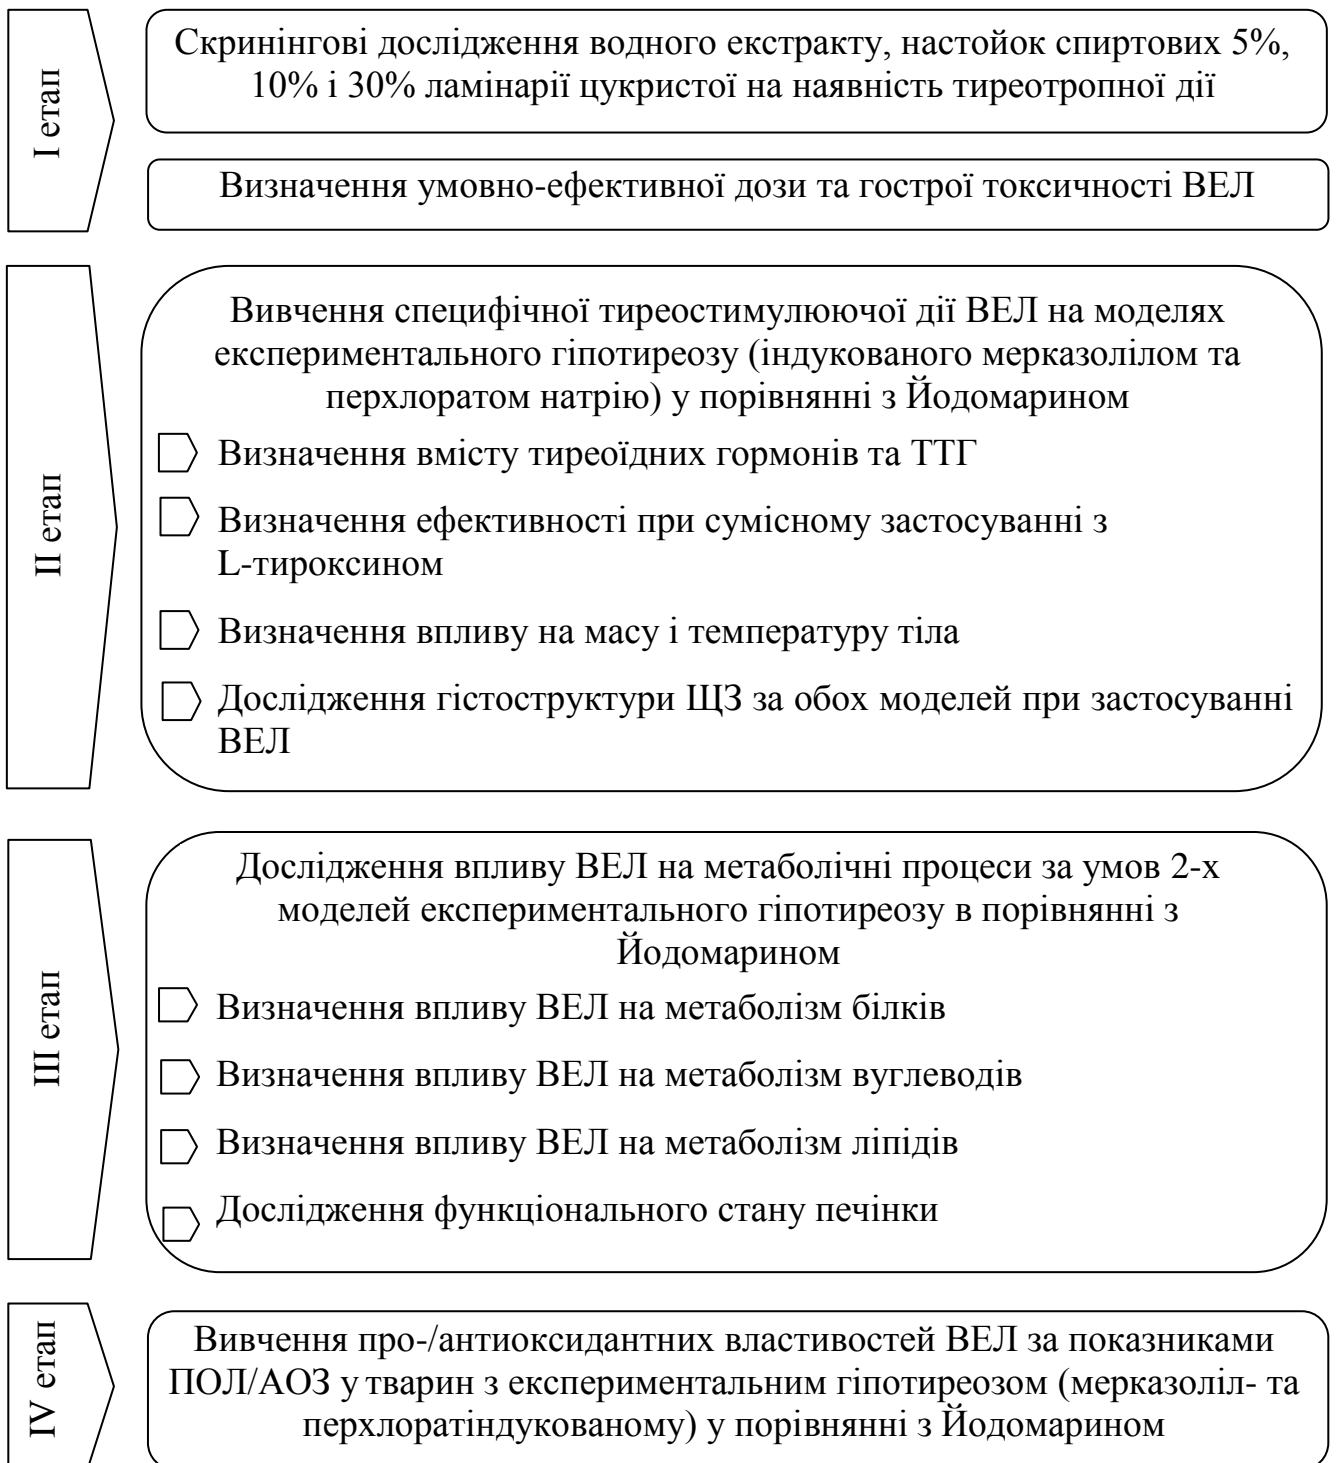 I етап
Скринінгові дослідження водного екстракту, настойок спиртових 5%,
10% і 30% ламінарії цукристої на наявність тиреотропної дії
Визначення умовно-ефективної дози та гострої токсичності ВЕЛ
II етап
Вивчення специфічної тиреостимулюючої дії ВЕЛ на моделях
експериментального гіпотиреозу (індукованого мерказолілом та
перхлоратом натрію) у порівнянні з Йодомарином
Визначення вмісту тиреоїдних гормонів та ТТГ
Визначення ефективності при сумісному застосуванні з
L-тироксином
Визначення впливу на масу і температуру тіла
Дослідження гістоструктури ЩЗ за обох моделей при застосуванні
ВЕЛ
III етап
Дослідження впливу ВЕЛ на метаболічні процеси за умов 2-х
моделей експериментального гіпотиреозу в порівнянні з
Йодомарином
Визначення впливу ВЕЛ на метаболізм білків
Визначення впливу ВЕЛ на метаболізм вуглеводів
Визначення впливу ВЕЛ на метаболізм ліпідів
Дослідження функціонального стану печінки
IV етап
Вивчення про-/антиоксидантних властивостей ВЕЛ за показниками
ПОЛ/АОЗ у тварин з експериментальним гіпотиреозом (мерказоліл- та
перхлоратіндукованому) у порівнянні з Йодомарином